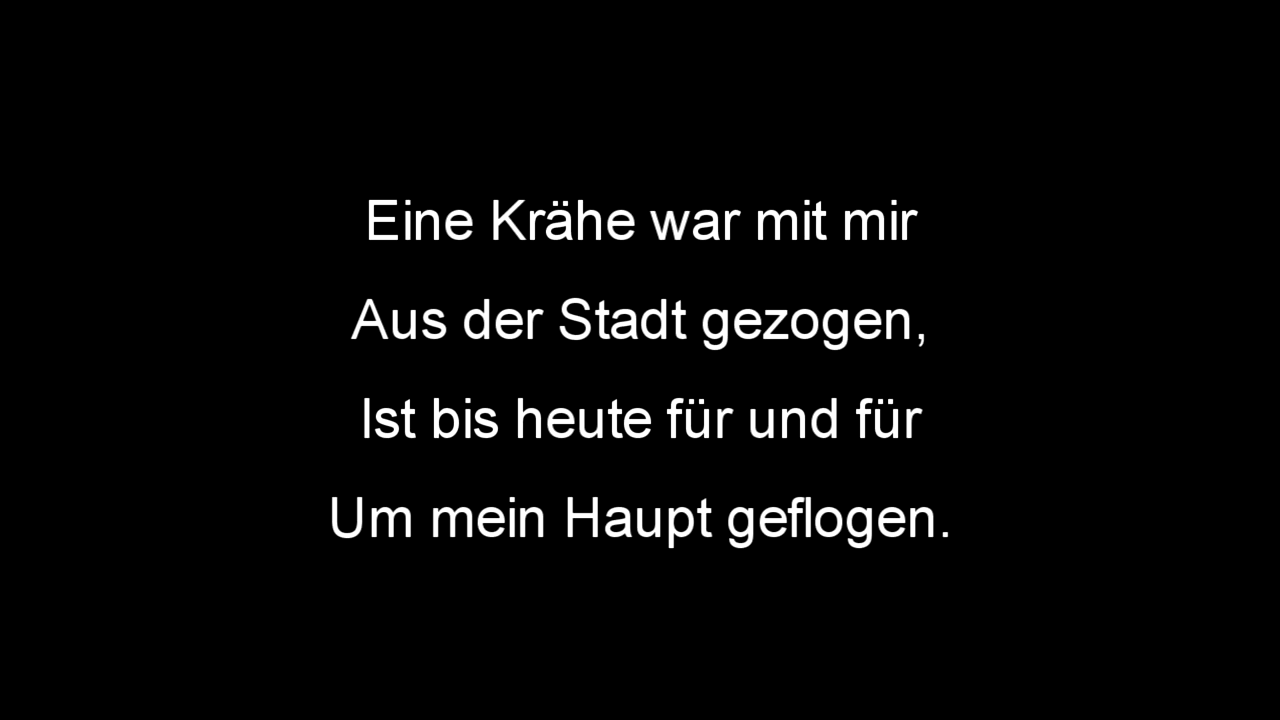 Eine Krähe war mit mir
Aus der Stadt gezogen,
Ist bis heute für und für
Um mein Haupt geflogen.